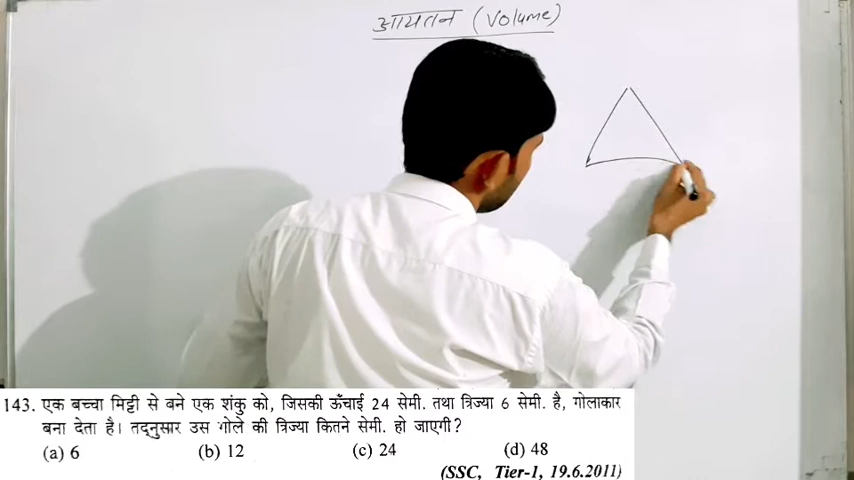 आयतन (Volume)
143. एक बच्चा मिट्टी से बने एक शंकु को, जिसकी ऊँचाई 24 सेमी. तथा त्रिज्या 6 सेमी. है, गोलाकार
बना देता है। तद्नुसार उस गोले की त्रिज्या कितने सेमी. हो जाएगी?
(a) 6 (b) 12 (c) 24 (d) 48
(SSC, Tier-1, 19.6.2011)